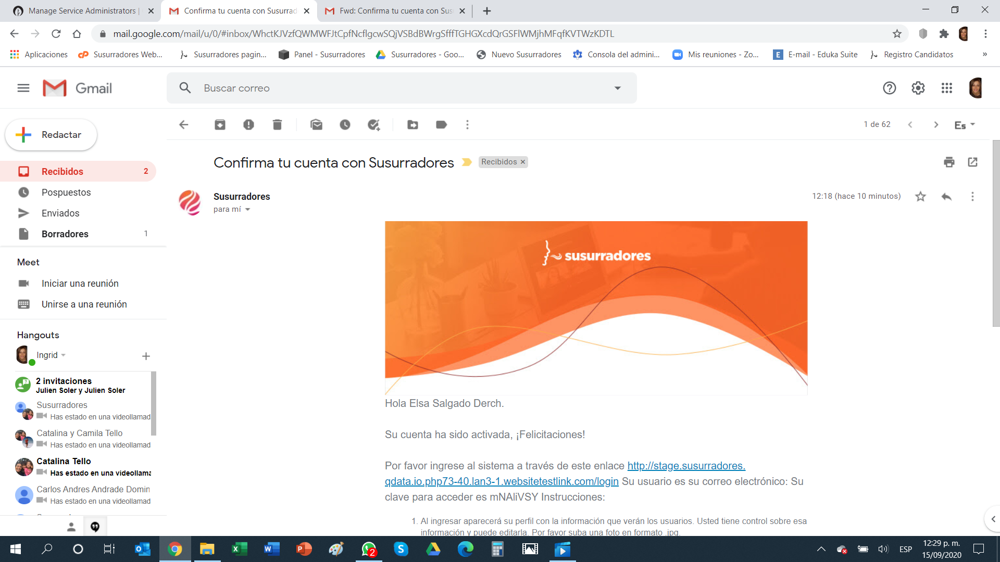 Manage Service Administrators |
Confirma tu cuenta con Susurrad
Fwd: Confirma tu cuenta con Sus
mail.google.com/mail/u/0/#inbox/WhctKJVzfQWMWFJtCpfNcflgcwSQjVSBdBWrgSfffTGHGXcdQrGSFlWMjhMFqfKVTWzKDTL
Aplicaciones
Susurradores Web...
Susurradores pagin...
Panel - Susurradores
Susurradores - Goo...
Nuevo Susurradores
Consola del admini...
Mis reuniones - Zo...
E-mail - Eduka Suite
Registro Candidatos
»
Gmail
Buscar correo
Redactar
1 de 62
Es
Confirma tu cuenta con Susurradores
Recibidos ×
Recibidos 2
Pospuestos
Enviados
Borradores 1
Susurradores
para mí
12:18 (hace 10 minutos)
susurradores
Meet
Iniciar una reunión
Unirse a una reunión
Hangouts
Ingrid
2 invitaciones
Julien Soler y Julien Soler
Susurradores
Has estado en una videollamad
Catalina y Camila Tello
Has estado en una videollamad
Catalina Tello
Has estado en una videollama
Carlos Andres Andrade Domin
Has estado en una videollamad
Hola Elsa Salgado Derch.
Su cuenta ha sido activada, ¡Felicitaciones!
Por favor ingrese al sistema a través de este enlace http://stage.susurradores.
qdata.io.php73-40.lan3-1.websitetestlink.com/login Su usuario es su correo electrónico: Su
clave para acceder es mNAliVSY Instrucciones:
1. Al ingresar aparecerá su perfil con la información que verán los usuarios. Usted tiene control sobre esa
información y puede editarla. Por favor suba una foto en formato .jpg.
2
ESP
12:29 p. m.
15/09/2020